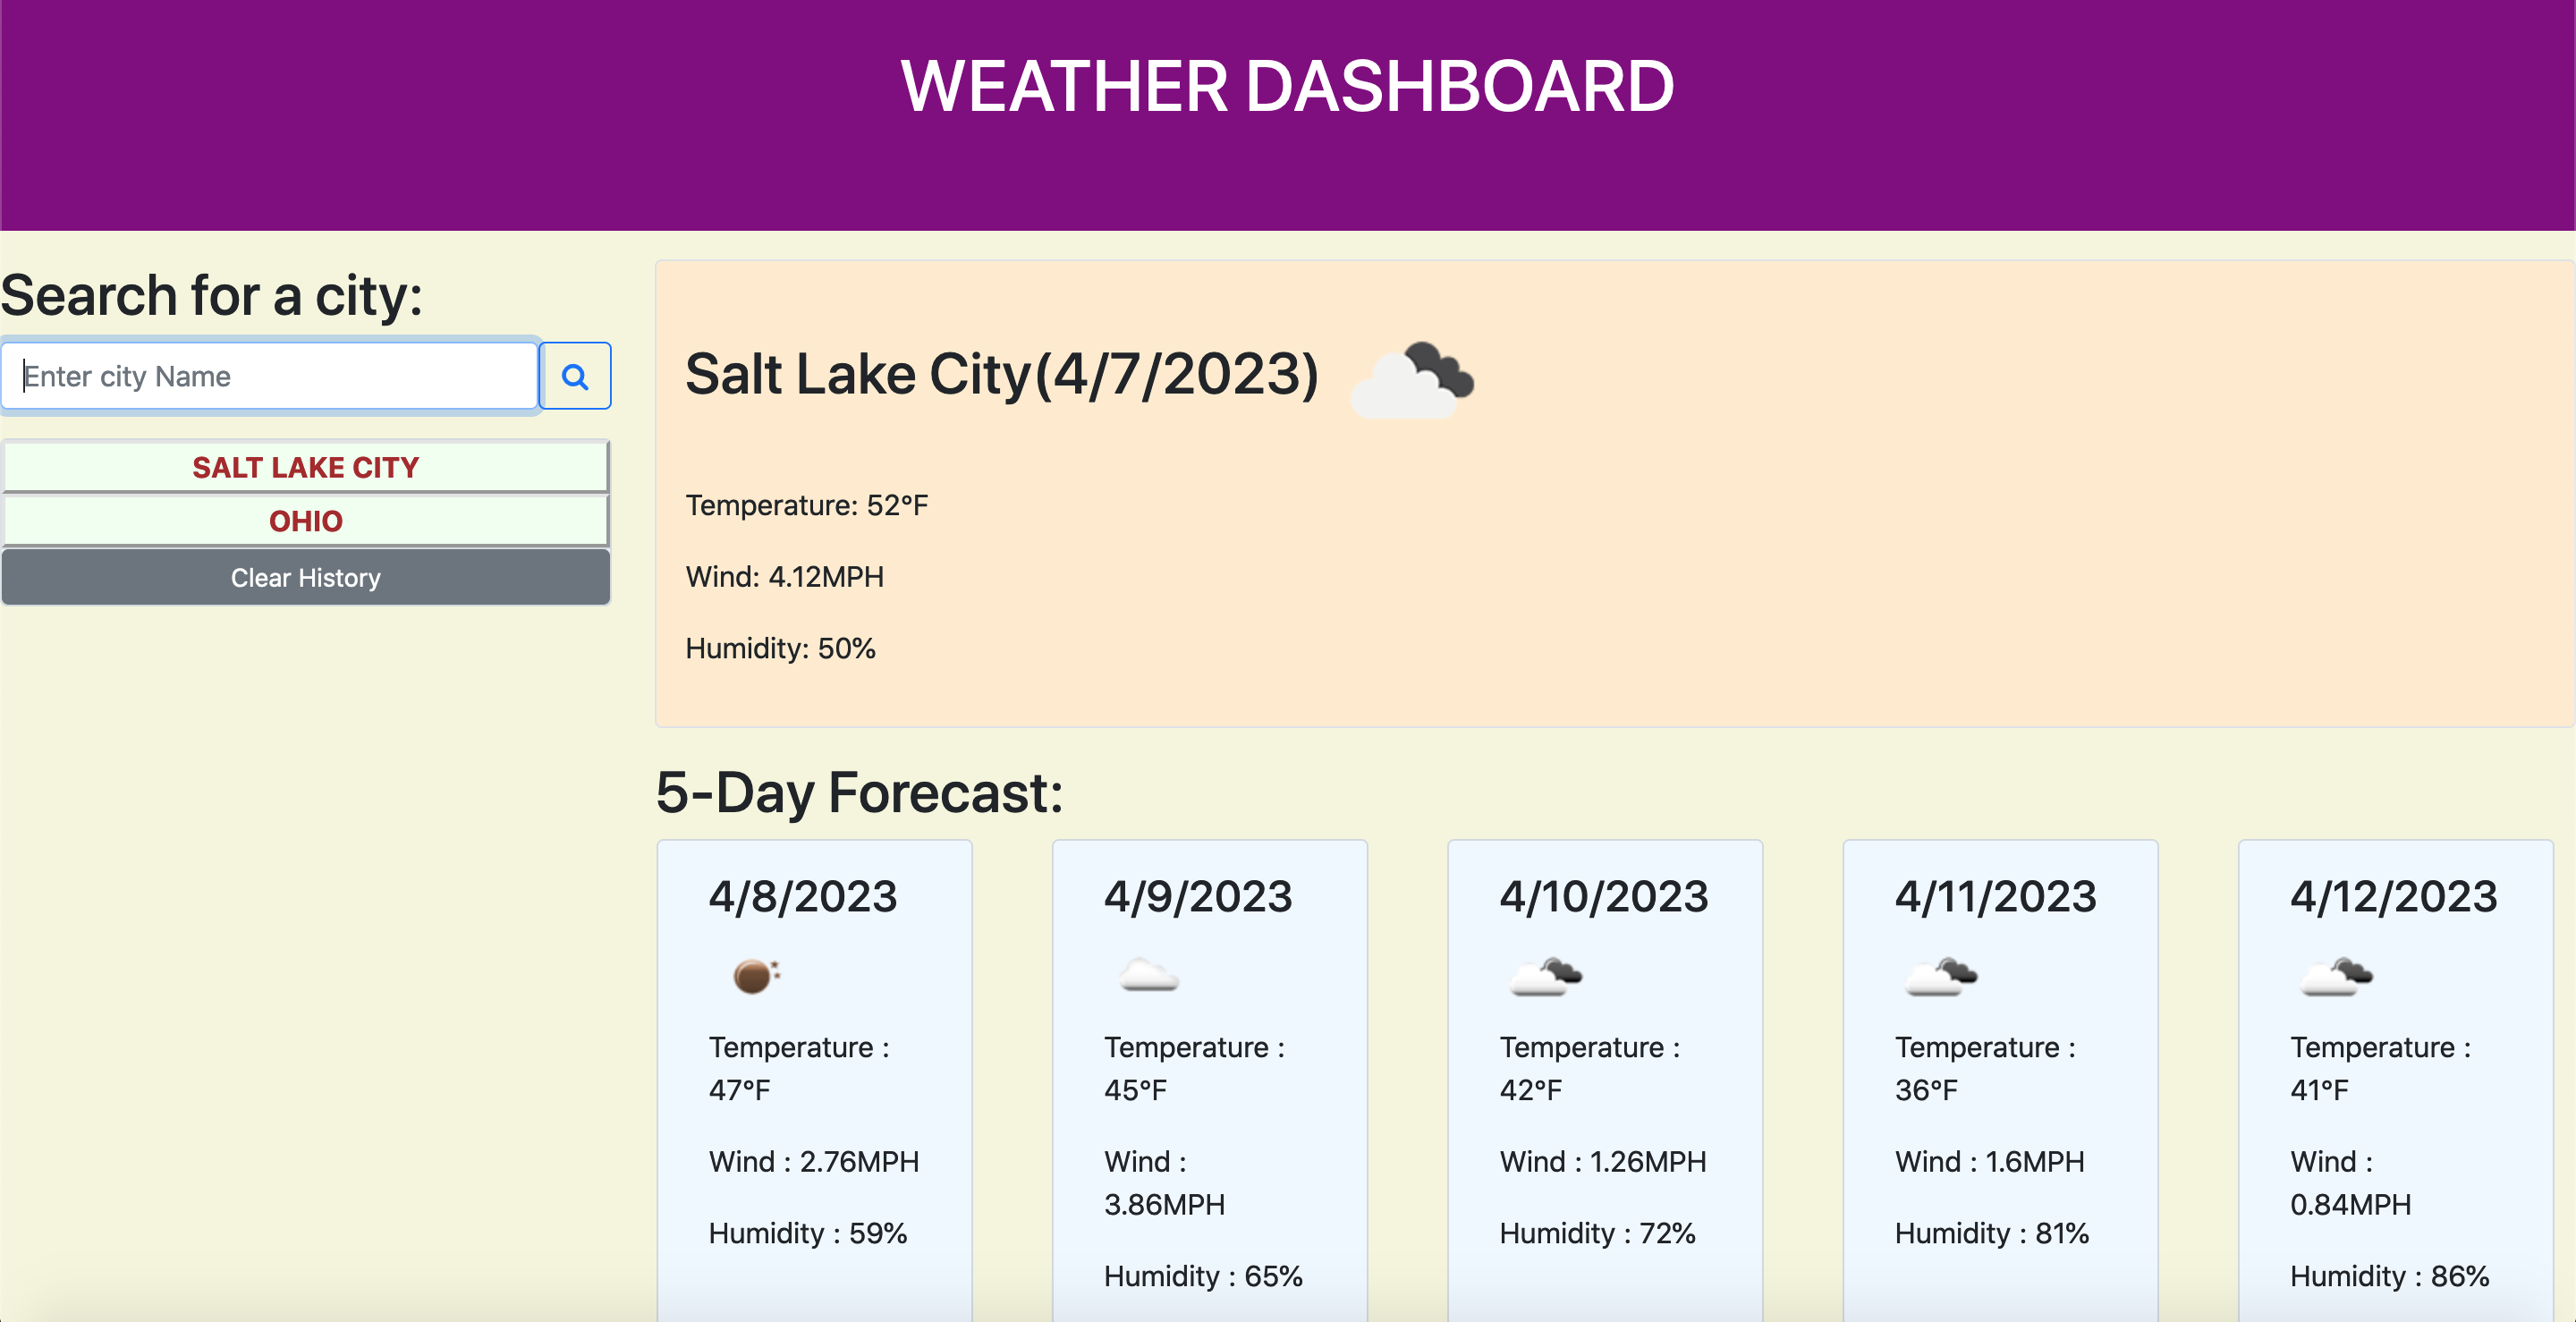 WEATHER DASHBOARD
Search for a city:
Enter city Name
SALT LAKE CITY
OHIO
Clear History
Salt Lake City(4/7/2023)
Temperature: 52°F
Wind: 4.12MPH
Humidity: 50%
5-Day Forecast:
4/8/2023
Temperature :
47°F
Wind : 2.76MPH
Humidity : 59%
4/9/2023
Temperature :
45°F
Wind :
3.86MPH
Humidity : 65%
4/10/2023
Temperature :
42°F
Wind : 1.26MPH
Humidity : 72%
4/11/2023
Temperature :
36°F
Wind : 1.6MPH
Humidity : 81%
4/12/2023
Temperature :
41°F
Wind :
0.84MPH
Humidity : 86%